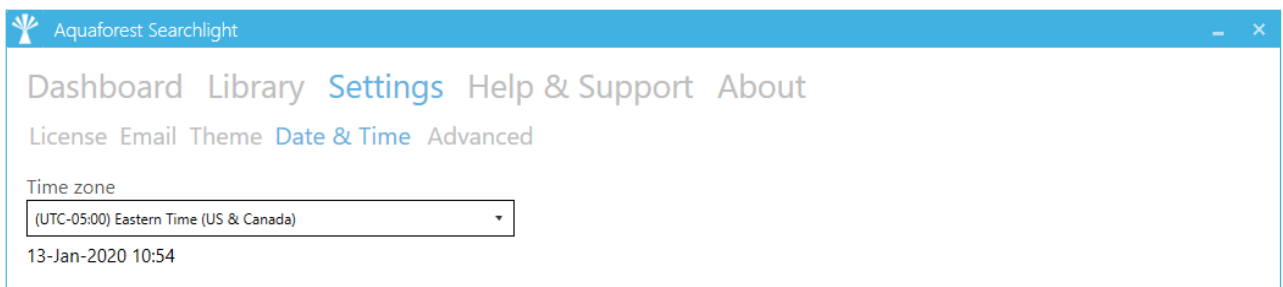 Aquaforest Searchlight
Dashboard Library Settings Help & Support About
License Email Theme Date & Time Advanced
Time zone
(UTC-05:00) Eastern Time (US & Canada)
13-Jan-2020 10:54